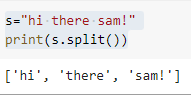 s="hi there sam!"
print(s.split())
['hi', 'there', 'sam!']